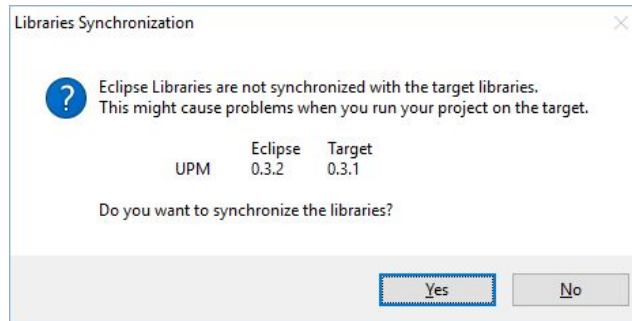 Libraries Synchronization
Eclipse Libraries are not synchronized with the target libraries.
This might cause problems when you run your project on the target.
Eclipse Target
UPM 0.3.2 0.3.1
Do you want to synchronize the libraries?
Yes No